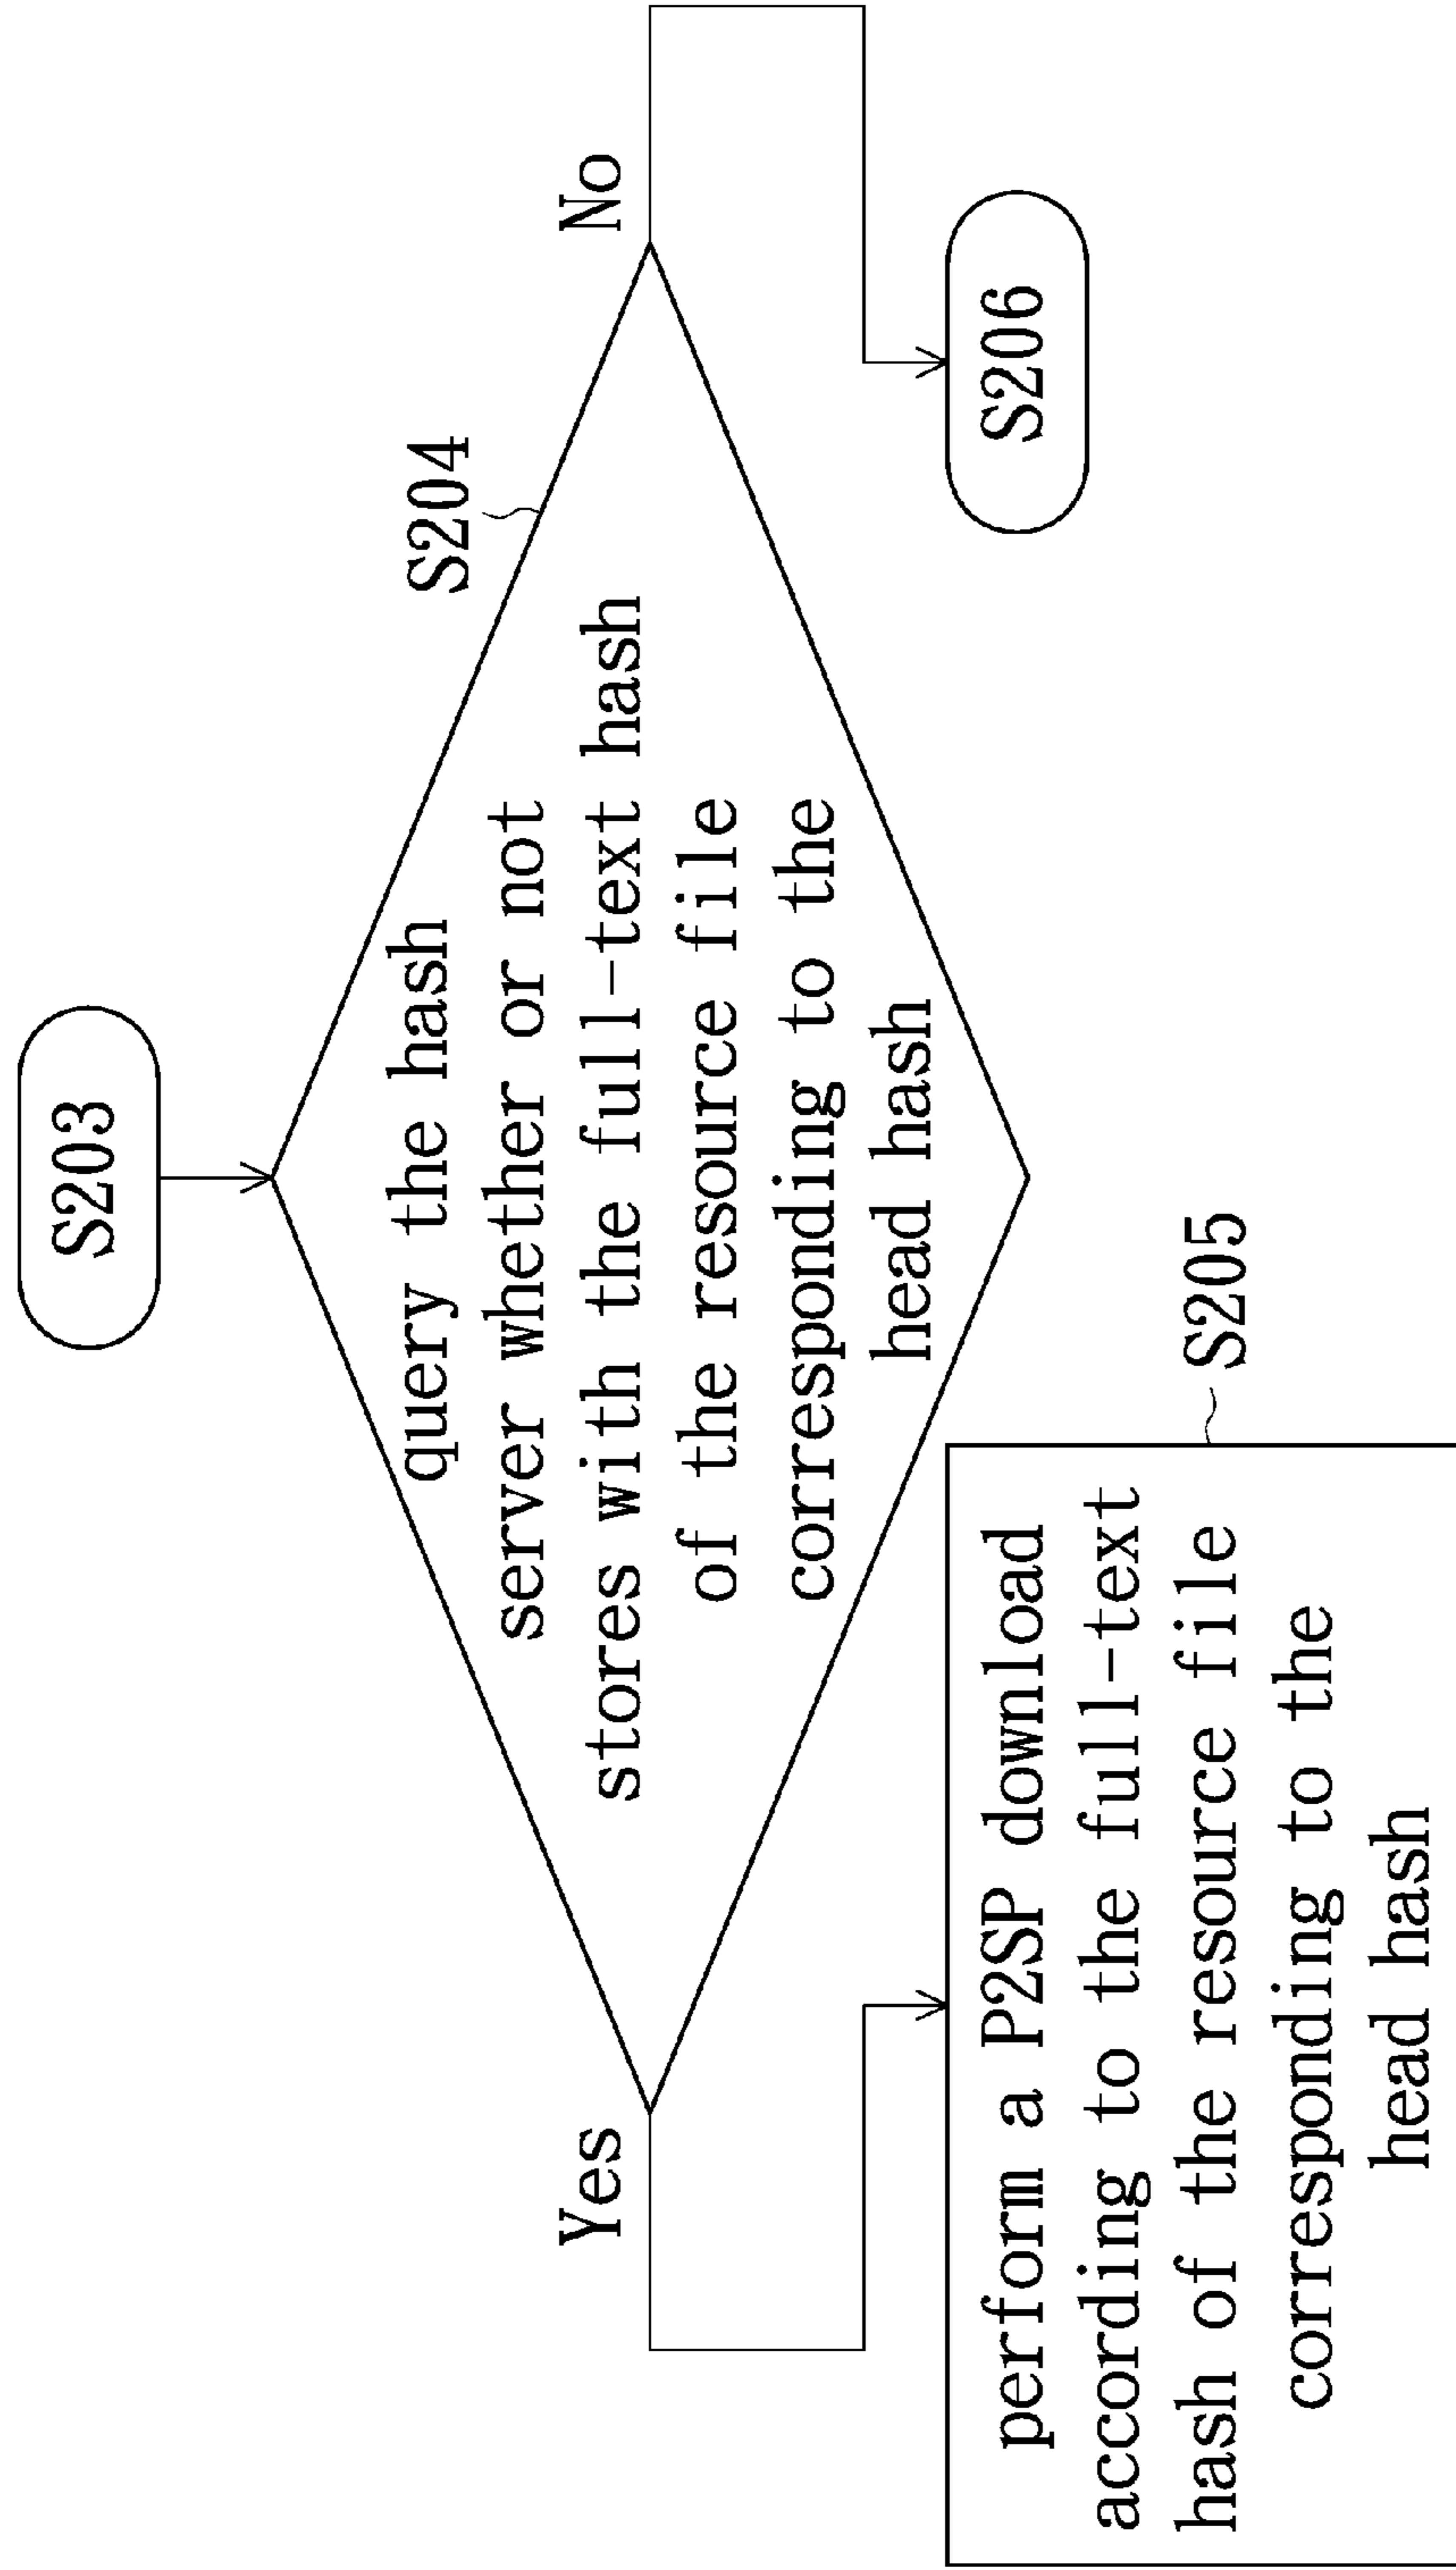 S203
S204
query the hash
server whether or not
stores with the full-text hash
of the resource file
corresponding to the
head hash
Yes
No
S205
perform a P2SP download
according to the full-text
hash of the resource file
corresponding to the
head hash
S206